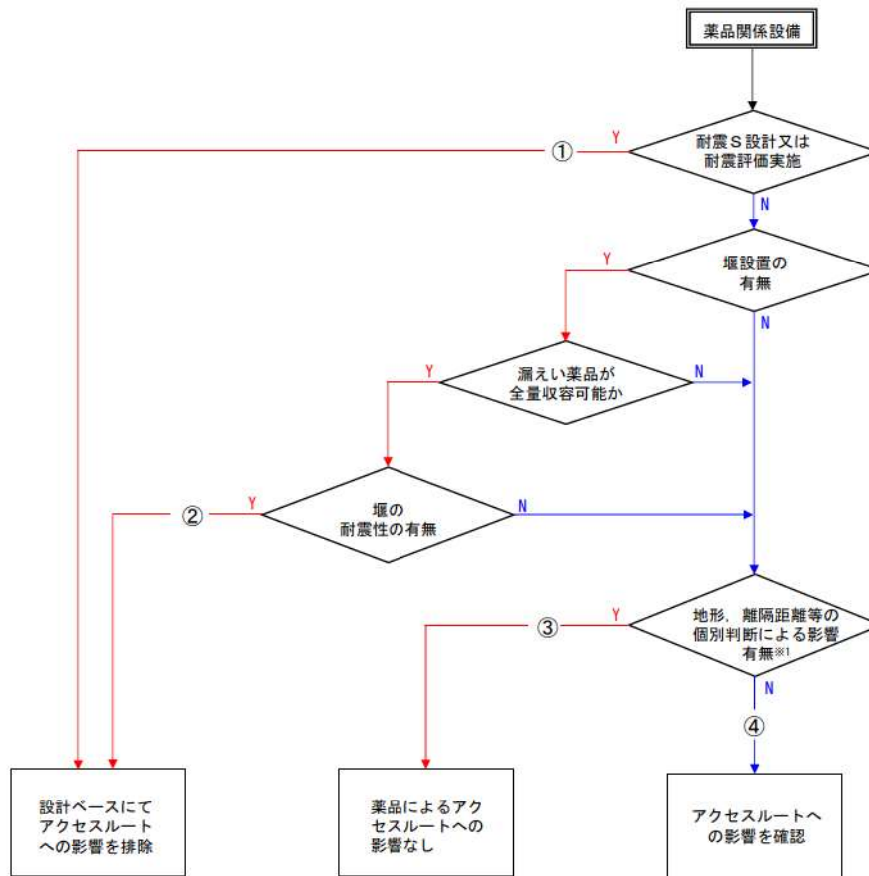 薬品関係設備
耐震S設計又は
耐震評価実施
Y
①
N
堰設置の
有無
Y
N
漏えい薬品が
全量収容可能か
Y
N
堰の
耐震性の有無
Y
②
N
地形,離隔距離等の
個別判断による影響
有無※1
Y
③
N
④
設計ベースにて
アクセスルート
への影響を排除
薬品によるアク
セスルートへの
影響なし
アクセスルートへ
の影響を確認